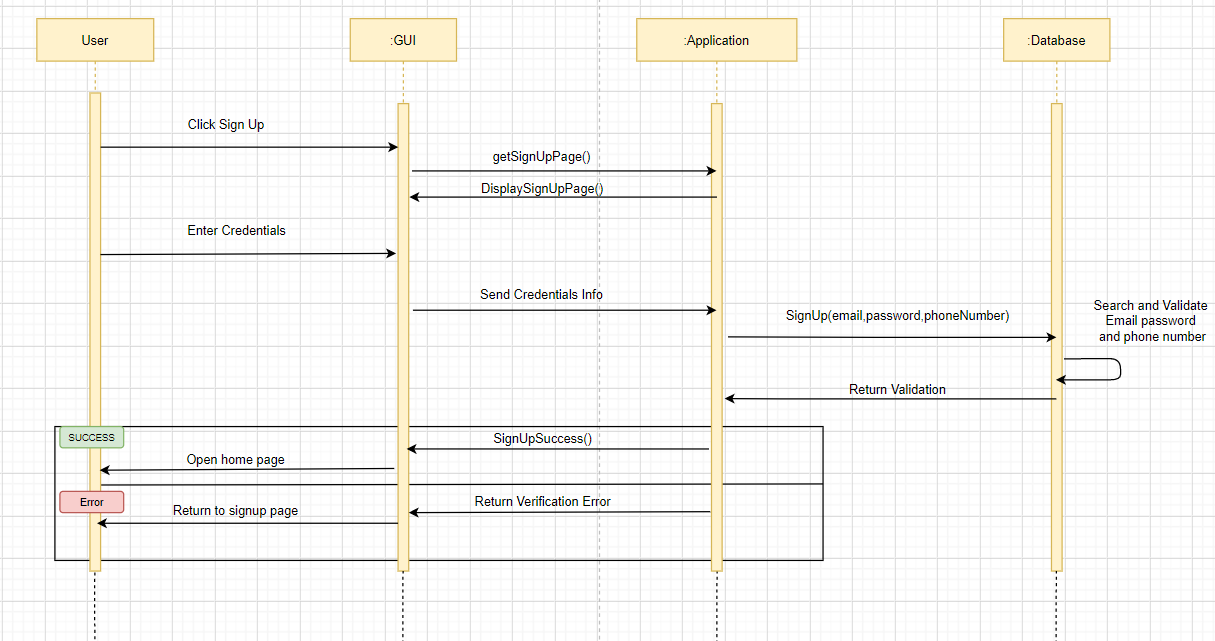 User
:GUI
:Application
:Database
Click Sign Up
getSignUpPage()
DisplaySignUpPage()
Enter Credentials
Send Credentials Info
SignUp(email,password,phoneNumber)
Search and Validate
Email password
and phone number
Return Validation
SUCCESS
SignUpSuccess()
Open home page
Error
Return Verification Error
Return to signup page